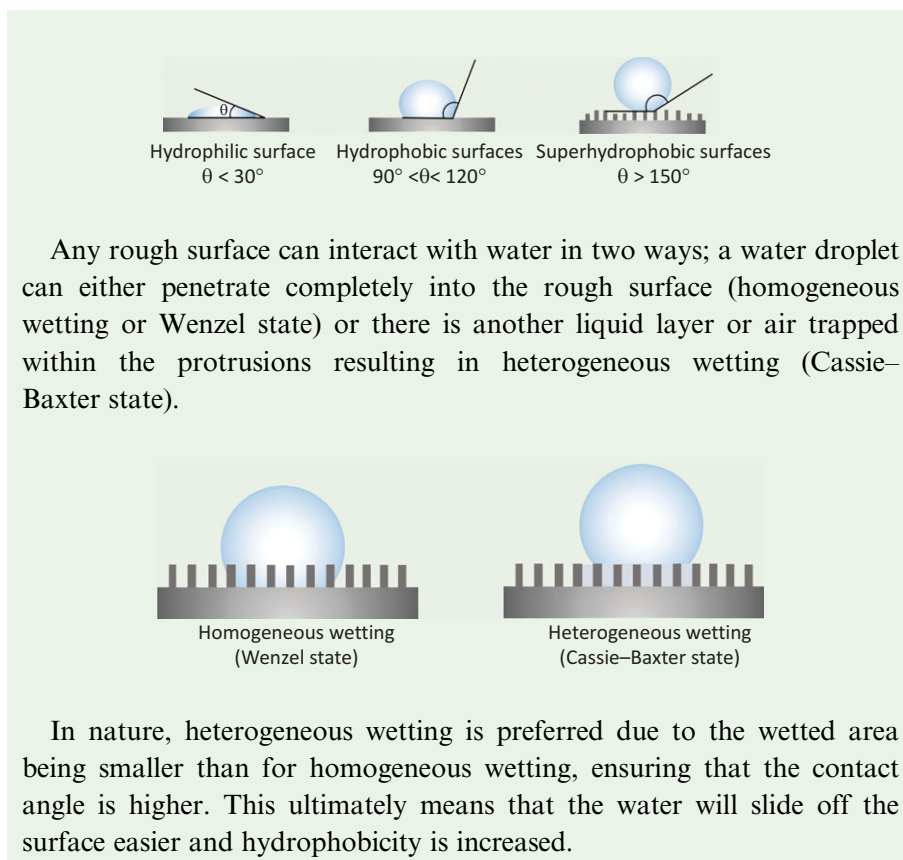 θ
Hydrophilic surface
θ < 30°
Hydrophobic surfaces
90° <θ< 120°
Superhydrophobic surfaces
θ > 150°
Any rough surface can interact with water in two ways; a water droplet
can either penetrate completely into the rough surface (homogeneous
wetting or Wenzel state) or there is another liquid layer or air trapped
within the protrusions resulting in heterogeneous wetting (Cassie–
Baxter state).
Homogeneous wetting
(Wenzel state)
Heterogeneous wetting
(Cassie–Baxter state)
In nature, heterogeneous wetting is preferred due to the wetted area
being smaller than for homogeneous wetting, ensuring that the contact
angle is higher. This ultimately means that the water will slide off the
surface easier and hydrophobicity is increased.